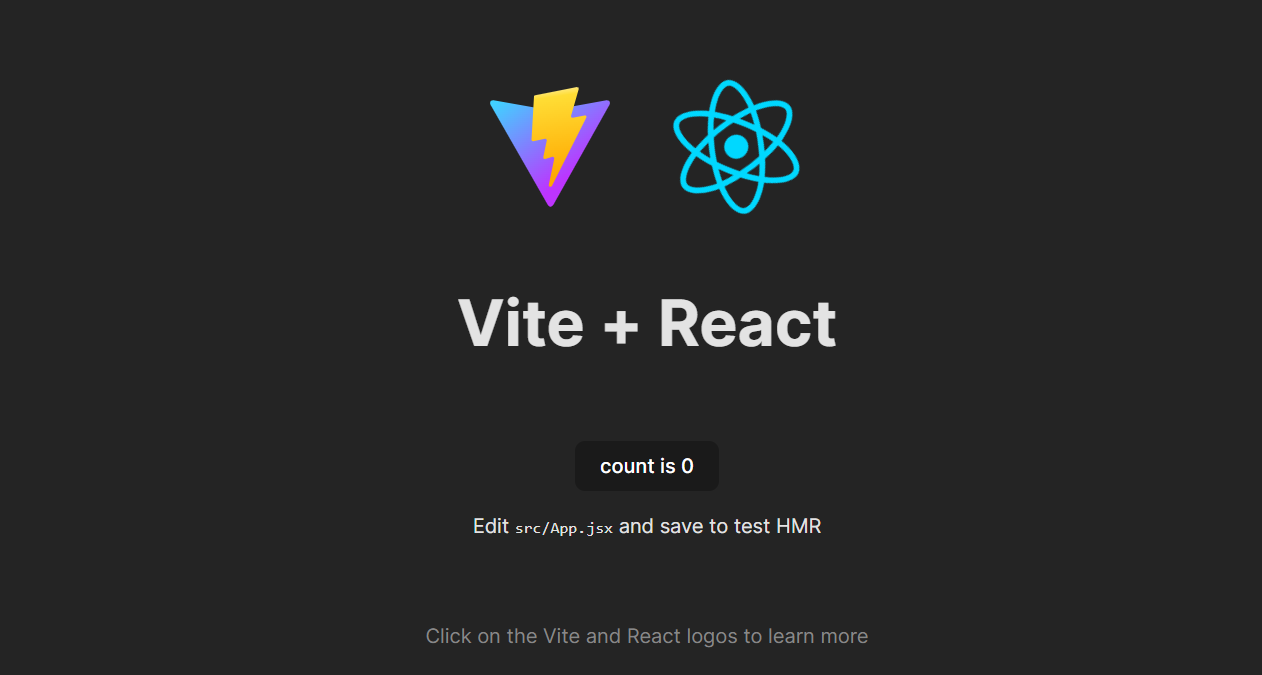 Vite + React
count is 0
Edit src/App.jsx and save to test HMR
Click on the Vite and React logos to learn more